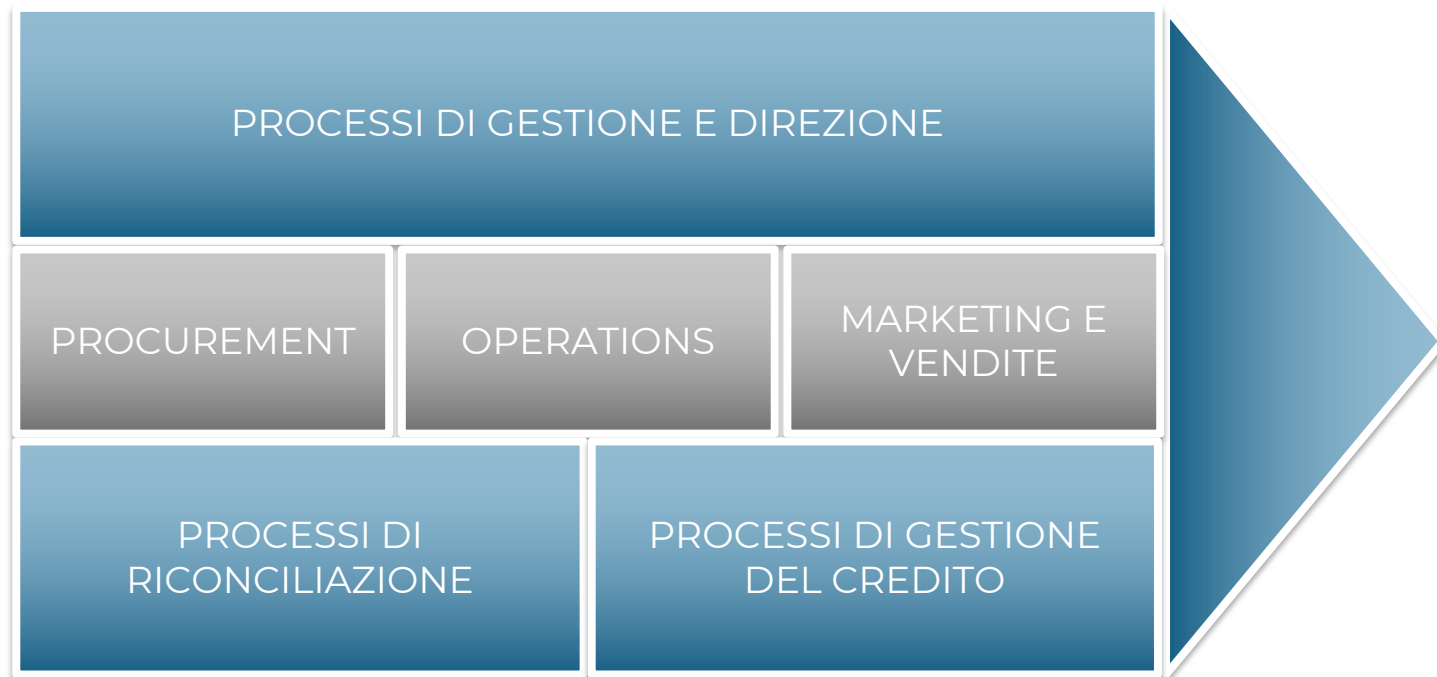 PROCESSI DI GESTIONE E DIREZIONE
PROCUREMENT
OPERATIONS
MARKETING E
VENDITE
PROCESSI DI
RICONCILIAZIONE
PROCESSI DI GESTIONE
DEL CREDITO